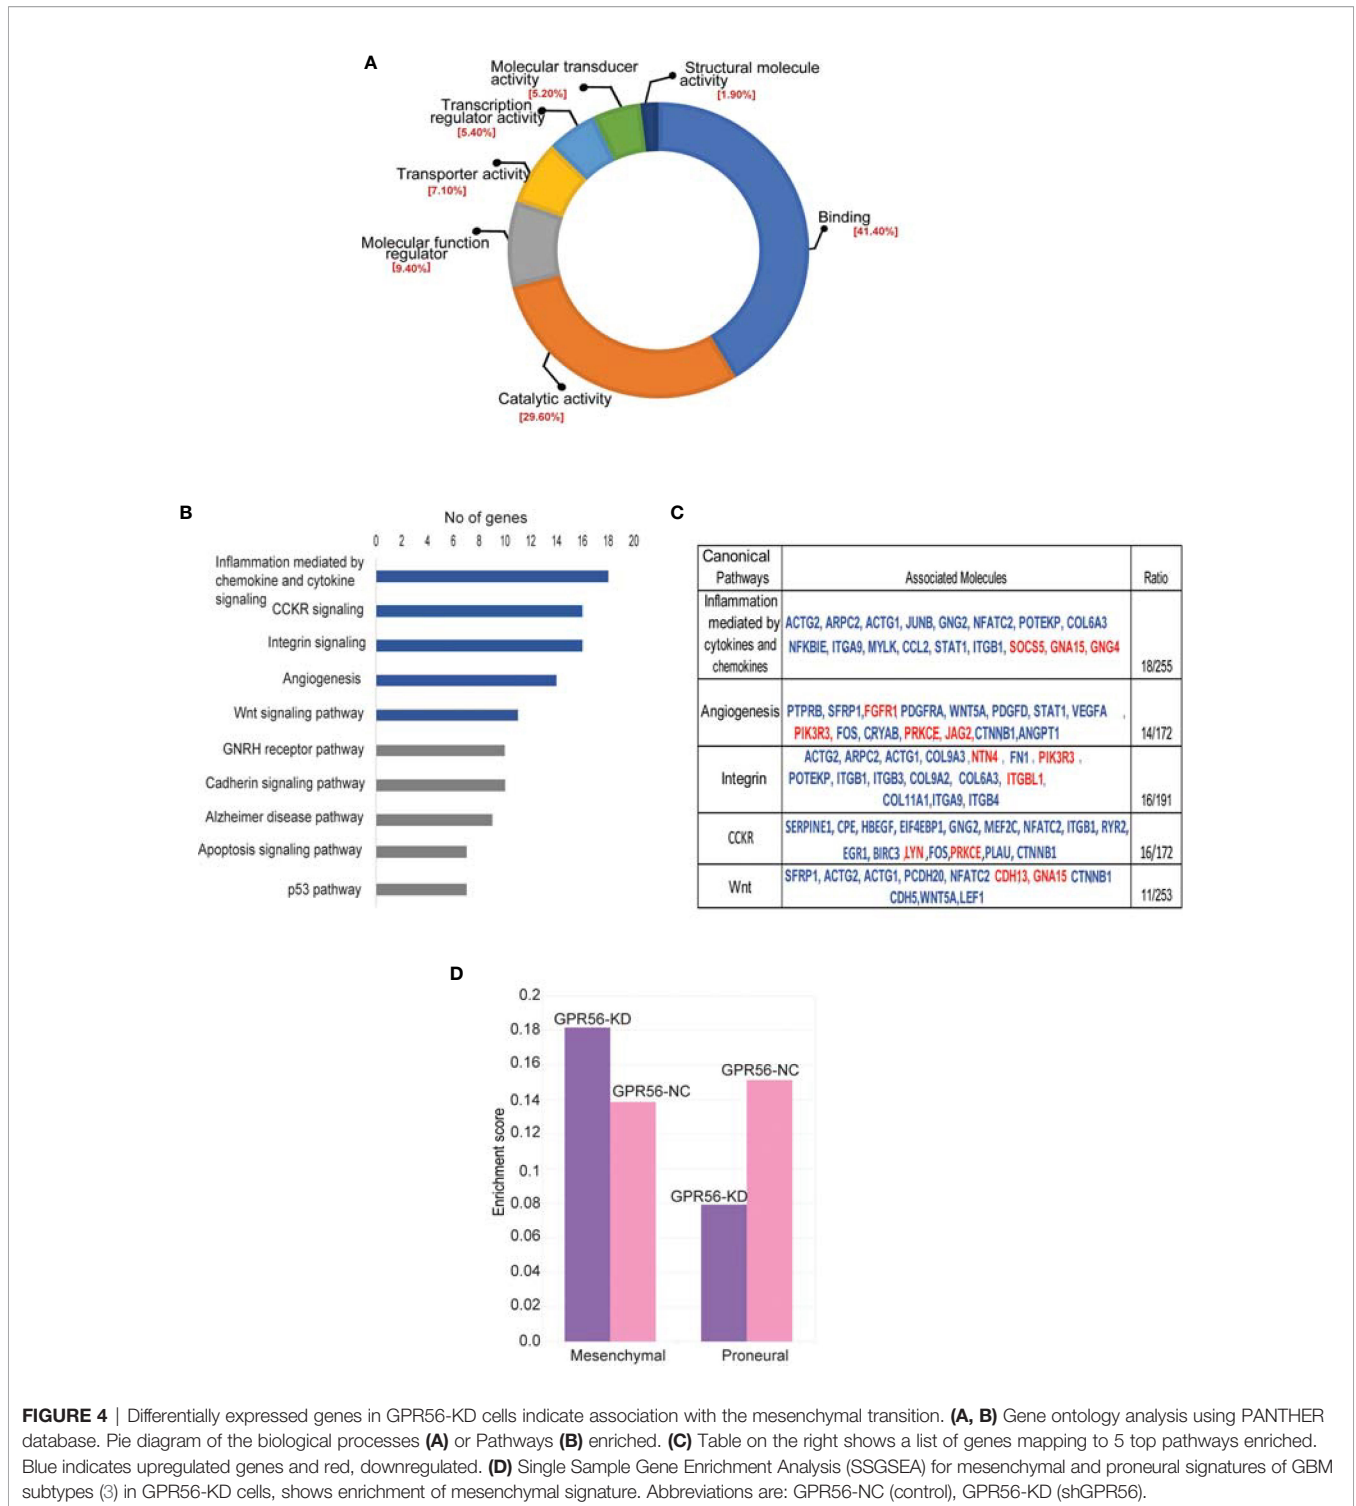 A
Molecular transducer
activity
[5.20%]
Structural molecule
activity
[1.90%]
Transcription
regulator activity
[5.40%]
Transporter activity
[7.10%]
Molecular function
regulator
[9.40%]
Binding
[41.40%]
Catalytic activity
[29.60%]
B
No of genes
0 2 4 6 8 10 12 14 16 18 20
Inflammation mediated by
chemokine and cytokine
signaling
CCKR signaling
Integrin signaling
Angiogenesis
Wnt signaling pathway
GNRH receptor pathway
Cadherin signaling pathway
Alzheimer disease pathway
Apoptosis signaling pathway
p53 pathway
C
Canonical
Pathways
Associated Molecules
Ratio
Inflammation
mediated by
cytokines and
chemokines
ACTG2, ARPC2, ACTG1, JUNB, GNG2, NFATC2, POTEKP, COL6A3
NFKBIE, ITGA9, MYLK, CCL2, STAT1, ITGB1, SOCS5, GNA15, GNG4
18/255
Angiogenesis
PTPRB, SFRP1,FGFR1 PDGFRA, WNT5A, PDGFD, STAT1, VEGFA ,
PIK3R3, FOS, CRYAB, PRKCE, JAG2,CTNNB1,ANGPT1
14/172
Integrin
ACTG2, ARPC2, ACTG1, COL9A3 ,NTN4 , FN1 , PIK3R3 ,
POTEKP, ITGB1, ITGB3, COL9A2, COL6A3, ITGBL1,
COL11A1,ITGA9, ITGB4
16/191
CCKR
SERPINE1, CPE, HBEGF, EIF4EBP1, GNG2, MEF2C, NFATC2, ITGB1, RYR2,
EGR1, BIRC3 ,LYN ,FOS,PRKCE,PLAU, CTNNB1
16/172
Wnt
SFRP1, ACTG2, ACTG1, PCDH20, NFATC2 CDH13, GNA15 CTNNB1
CDH5,WNT5A,LEF1
11/253
D
Enrichment score
0.2
0.18
0.16
0.14
0.12
0.1
0.08
0.06
0.04
0.02
0.0
GPR56-KD
GPR56-NC
GPR56-KD
GPR56-NC
Mesenchymal
Proneural
FIGURE 4 | Differentially expressed genes in GPR56-KD cells indicate association with the mesenchymal transition. (A, B) Gene ontology analysis using PANTHER
database. Pie diagram of the biological processes (A) or Pathways (B) enriched. (C) Table on the right shows a list of genes mapping to 5 top pathways enriched.
Blue indicates upregulated genes and red, downregulated. (D) Single Sample Gene Enrichment Analysis (SSGSEA) for mesenchymal and proneural signatures of GBM
subtypes (3) in GPR56-KD cells, shows enrichment of mesenchymal signature. Abbreviations are: GPR56-NC (control), GPR56-KD (shGPR56).